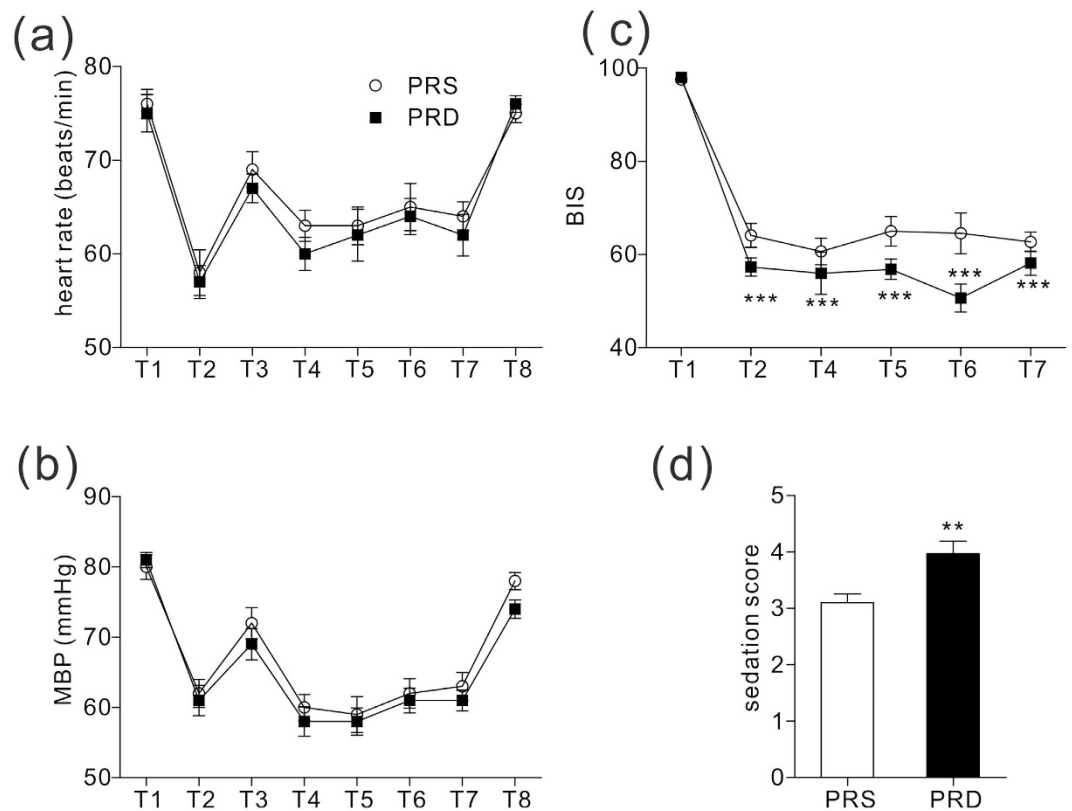 (a)
heart rate (beats/min)
80
70
60
50
PRS
PRD
T1 T2 T3 T4 T5 T6 T7 T8
(b)
MBP (mmHg)
90
80
70
60
50
T1 T2 T3 T4 T5 T6 T7 T8
(c)
BIS
100
80
60
40
*** *** *** *** ***
T1 T2 T4 T5 T6 T7
(d)
sedation score
5
4
3
2
1
0
**
PRS PRD